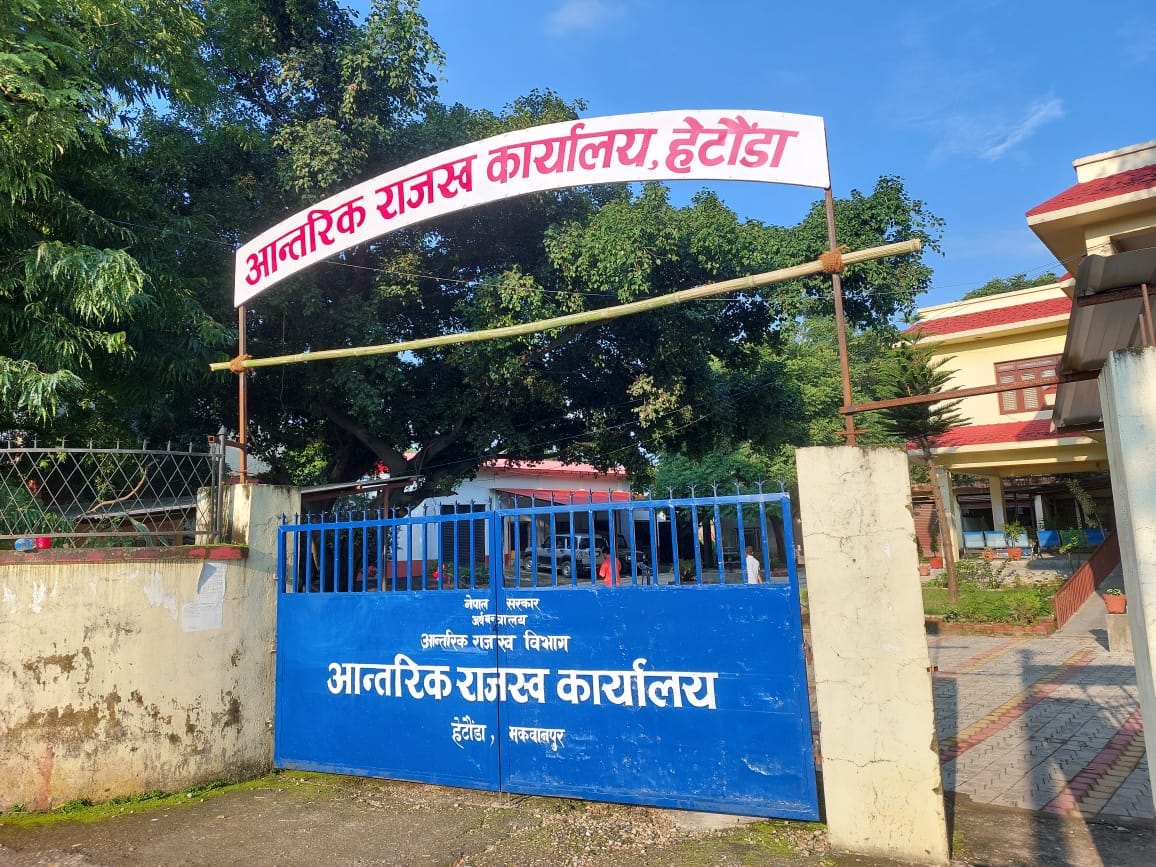 आन्तरिक राजस्व कार्यालय, हेटौंडा
नेपाल सरकार
अर्थ मन्त्रालय
आन्तरिक राजस्व विभाग
आन्तरिक राजस्व कार्यालय
हेटौंडा, मकवानपुर